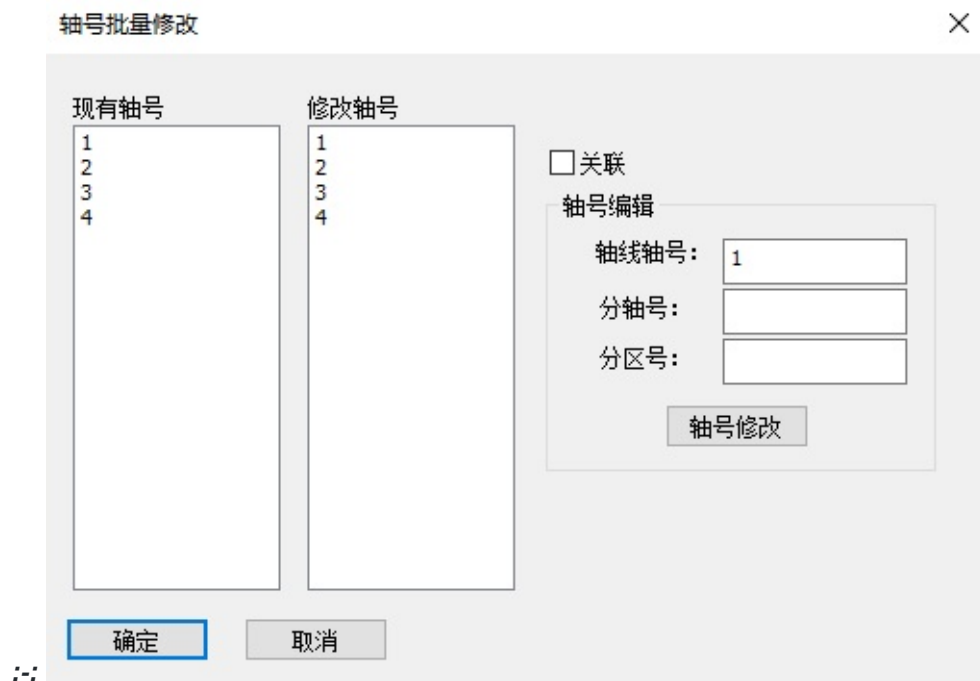 轴号批量修改
现有轴号
1
2
3
4
修改轴号
1
2
3
4
关联
轴号编辑
轴线轴号： 1
分轴号：
分区号：
轴号修改
确定 取消